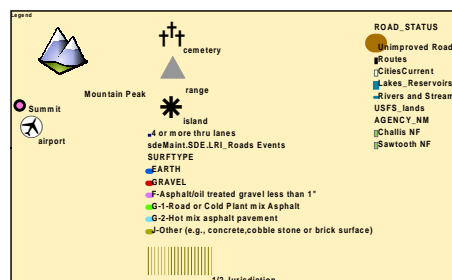 Legend
ROAD_STATUS
cemetery
Unimproved Road
Routes
CitiesCurrent
Mountain Peak
range
Lakes_Reservoirs
Rivers and Stream
Summit
island
USFS_lands
airport
4 or more thru lanes
AGENCY_NM
sdeMaint.SDE.LRI_Roads Events
Challis NF
SURFTYPE
Sawtooth NF
EARTH
GRAVEL
F-Asphalt/oil treated gravel less than 1"
G-1-Road or Cold Plant mix Asphalt
G-2-Hot mix asphalt pavement
J-Other (e.g., concrete,cobble stone or brick surface)
1/2 Jurisdiction